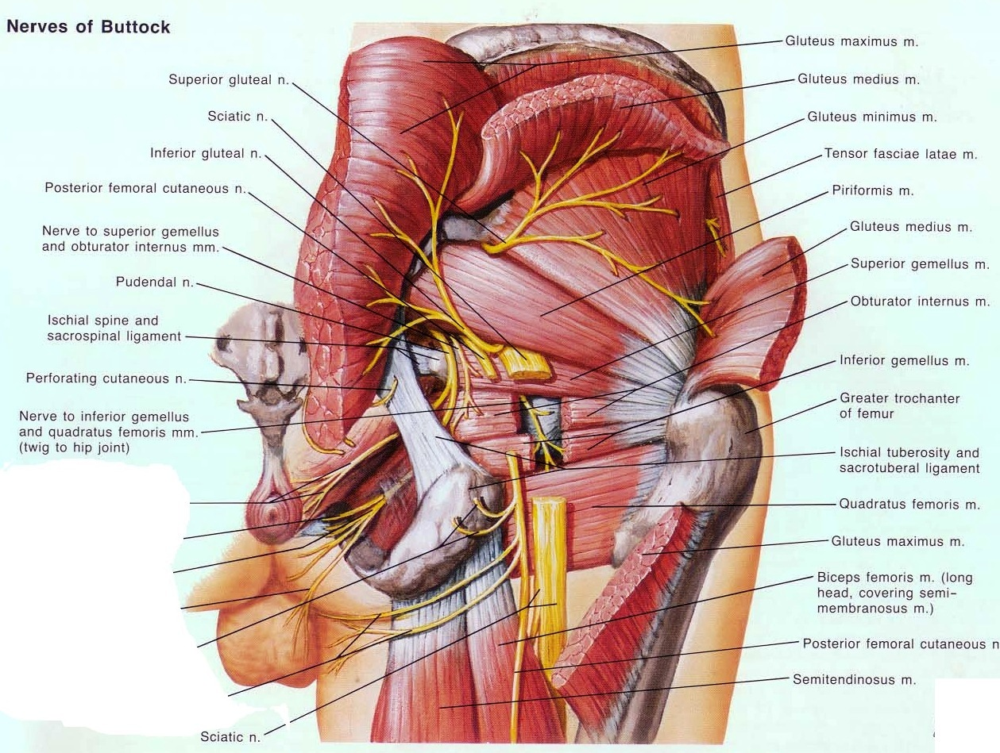 Nerves of Buttock
Superior gluteal n.
Sciatic n.
Inferior gluteal n.
Posterior femoral cutaneous n.
Nerve to superior gemellus
and obturator internus mm.
Pudendal n.
Ischial spine and
sacrospinal ligament
Perforating cutaneous n.
Nerve to inferior gemellus
and quadratus femoris mm.
(twig to hip joint)
Sciatic n.
Gluteus maximus m.
Gluteus medius m.
Gluteus minimus m.
Tensor fasciae latae m.
Piriformis m.
Gluteus medius m.
Superior gemellus m.
Obturator internus m.
Inferior gemellus m.
Greater trochanter
of femur
Ischial tuberosity and
sacrotuberal ligament
Quadratus femoris m.
Gluteus maximus m.
Biceps femoris m. (long
head, covering semi-
membranosus m.)
Posterior femoral cutaneous n
Semitendinosus m.